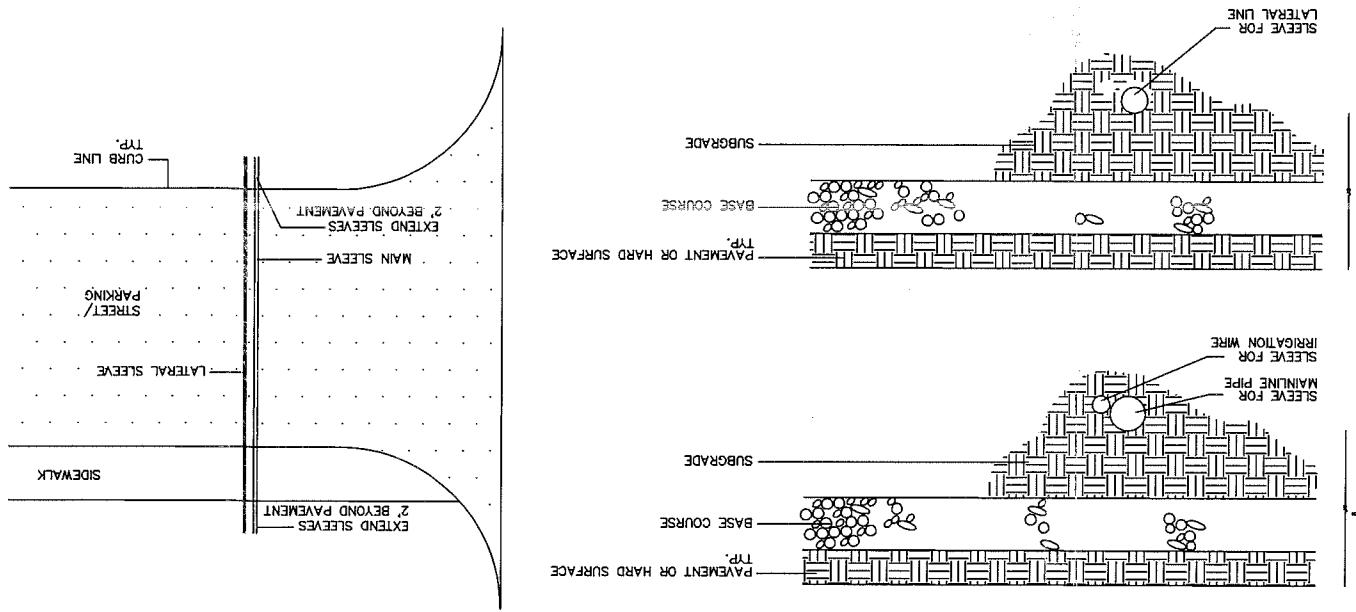 PAVEMENT OR HARD SURFACE
TYP.
BASE COURSE
SUBGRADE
SLEEVE FOR
MAINLINE PIPE
SLEEVE FOR
IRRIGATION WIRE
PAVEMENT OR HARD SURFACE
TYP.
BASE COURSE
SUBGRADE
SLEEVE FOR
LATERAL LINE
EXTEND SLEEVES
2' BEYOND PAVEMENT
SIDEWALK
LATERAL SLEEVE
STREET/
PARKING
MAIN SLEEVE
EXTEND SLEEVES
2' BEYOND PAVEMENT
CURB LINE
TYP.